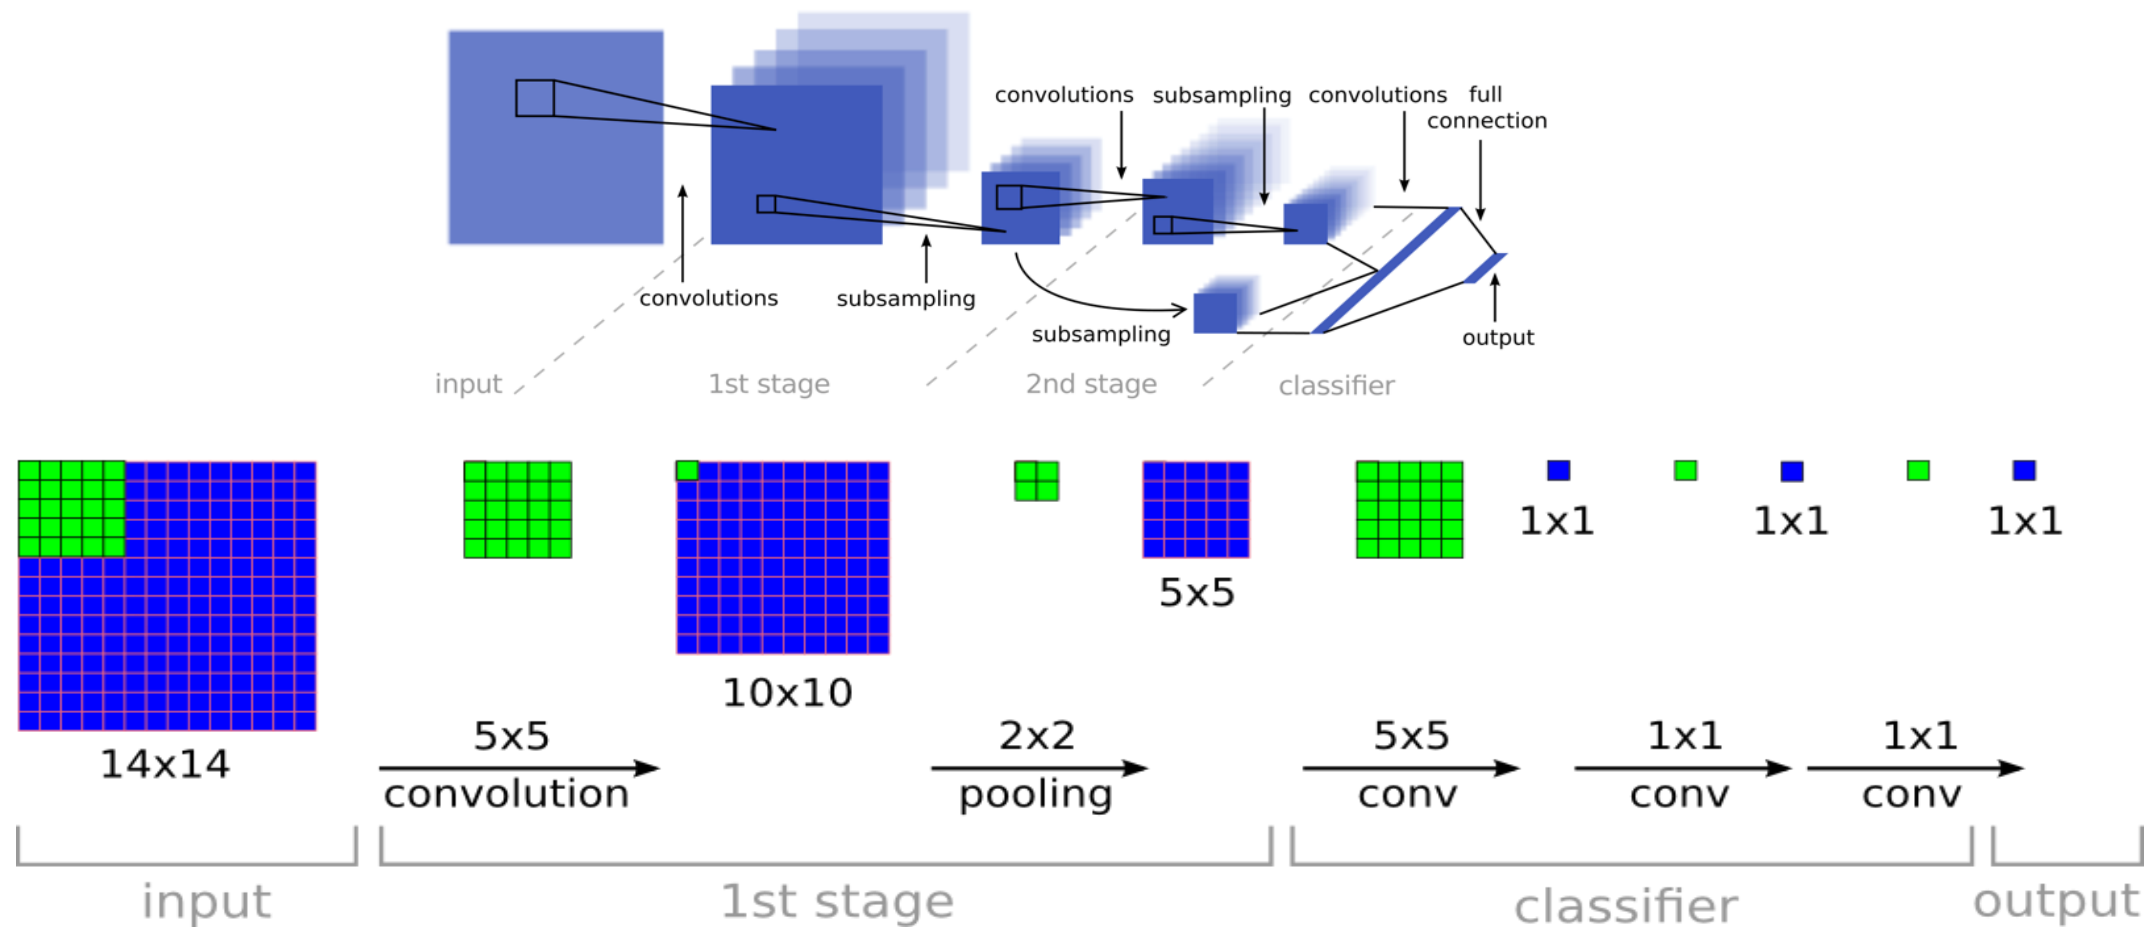 convolutions
subsampling
convolutions
full
connection
convolutions
subsampling
subsampling
output
input
1st stage
2nd stage
classifier
1x1
1x1
1x1
5x5
10x10
14x14
5x5
convolution
2x2
pooling
5x5
conv
1x1
conv
1x1
conv
input
1st stage
classifier
output